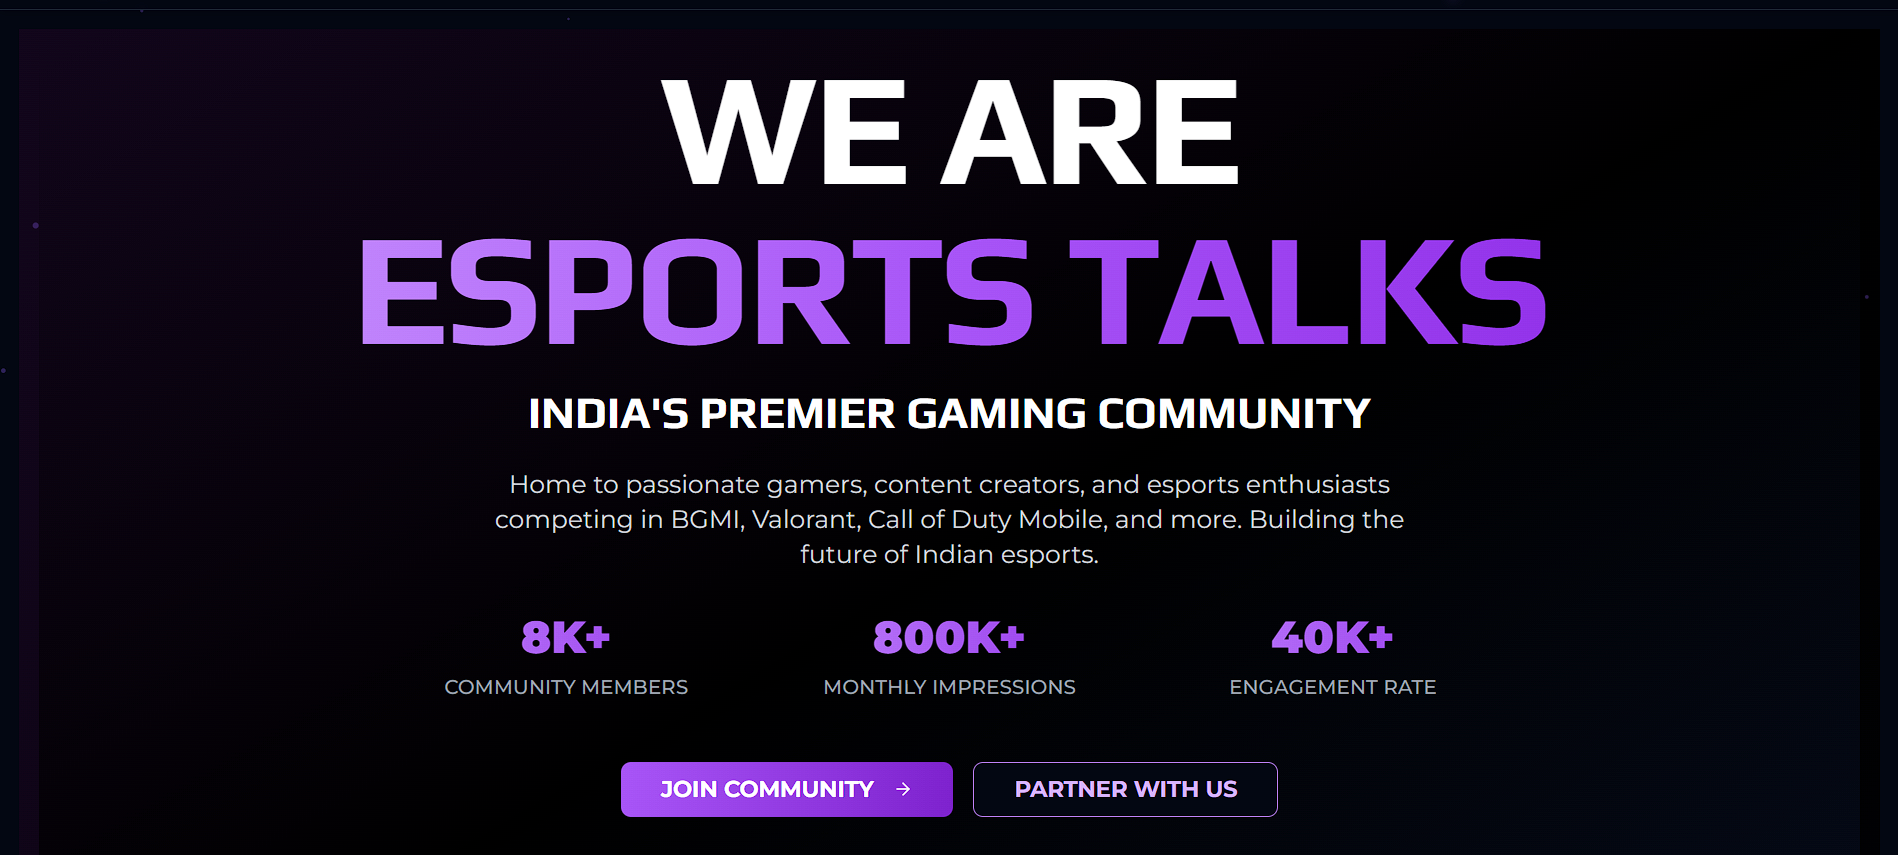 WE ARE
ESPORTS TALKS
INDIA'S PREMIER GAMING COMMUNITY
Home to passionate gamers, content creators, and esports enthusiasts
competing in BGMI, Valorant, Call of Duty Mobile, and more. Building the
future of Indian esports.
8K+ 800K+ 40K+
COMMUNITY MEMBERS MONTHLY IMPRESSIONS ENGAGEMENT RATE
JOIN COMMUNITY → PARTNER WITH US